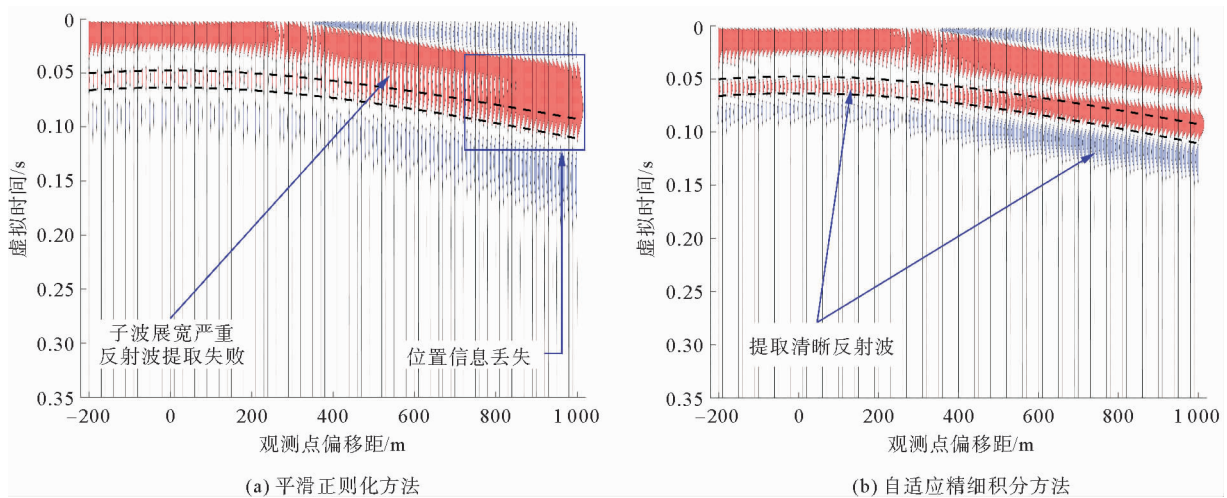 0
0.05
0.10
0.15
0.20
0.25
0.30
0.35
虚拟时间/s
子波展宽严重
反射波提取失败
位置信息丢失
-200 0 200 400 600 800 1 000
观测点偏移距/m
(a) 平滑正则化方法
0
0.05
0.10
0.15
0.20
0.25
0.30
0.35
虚拟时间/s
提取清晰反射波
-200 0 200 400 600 800 1 000
观测点偏移距/m
(b) 自适应精细积分方法